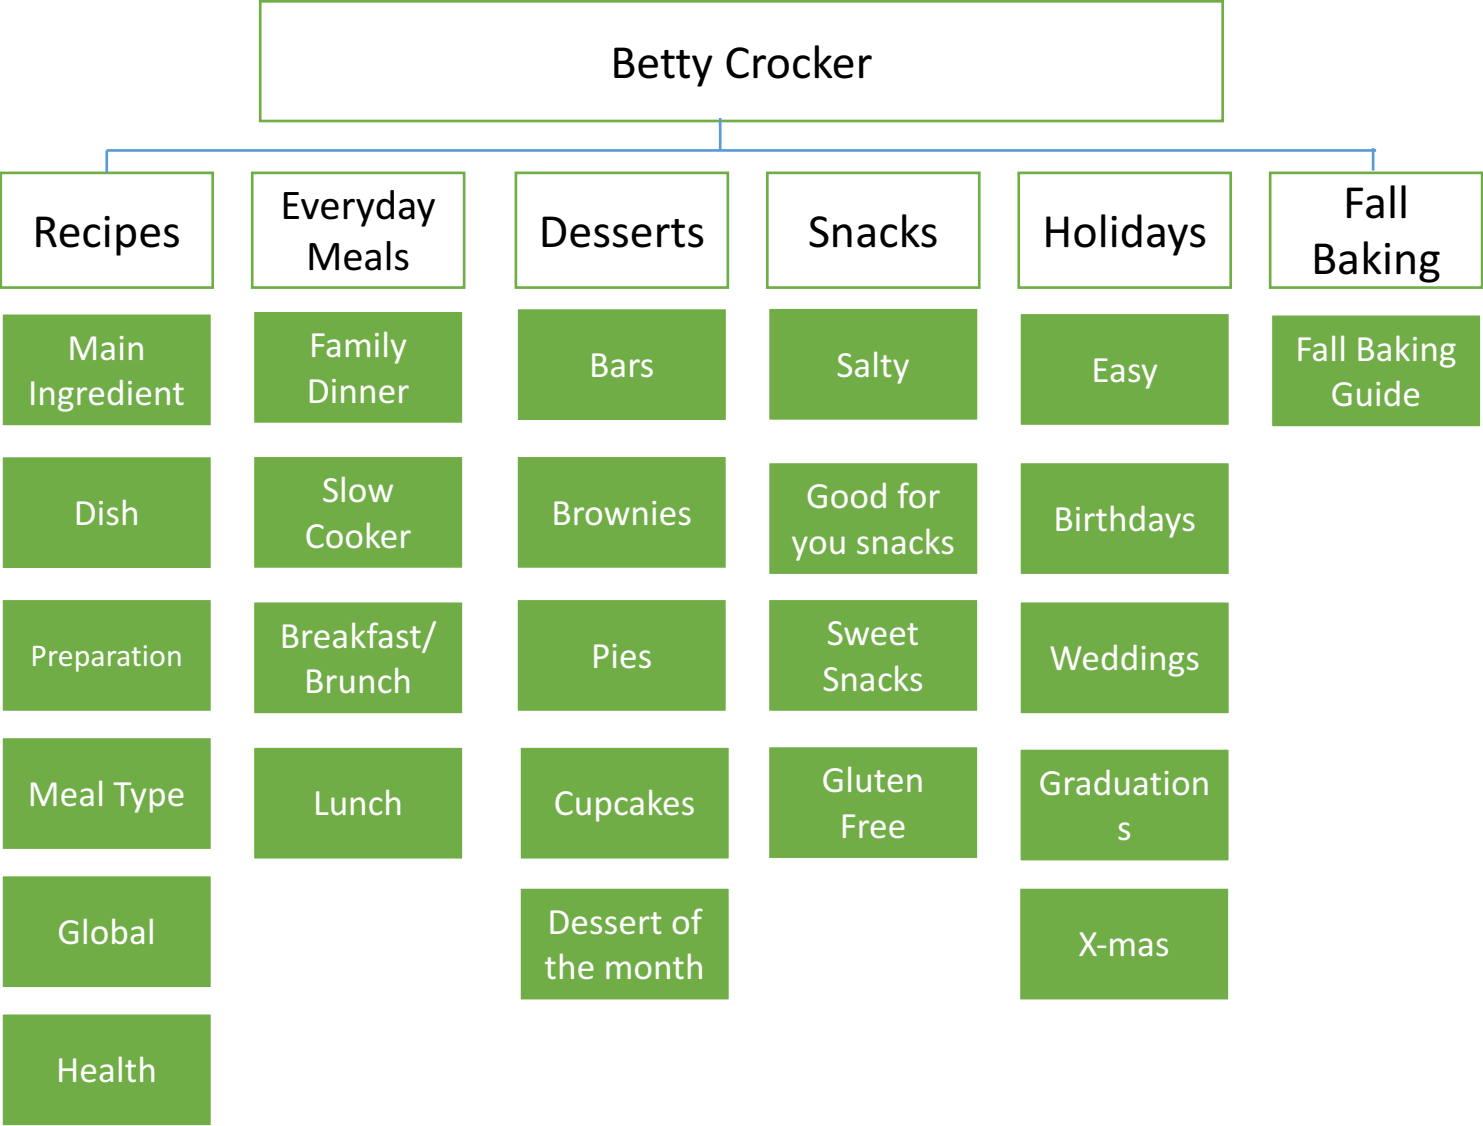 Betty Crocker
Recipes
Everyday
Meals
Desserts
Snacks
Holidays
Fall
Baking
Main
Ingredient
Dish
Preparation
Meal Type
Global
Health
Family
Dinner
Slow
Cooker
Breakfast/
Brunch
Lunch
Bars
Brownies
Pies
Cupcakes
Dessert of
the month
Salty
Good for
you snacks
Sweet
Snacks
Gluten
Free
Easy
Birthdays
Weddings
Graduation
s
X-mas
Fall Baking
Guide